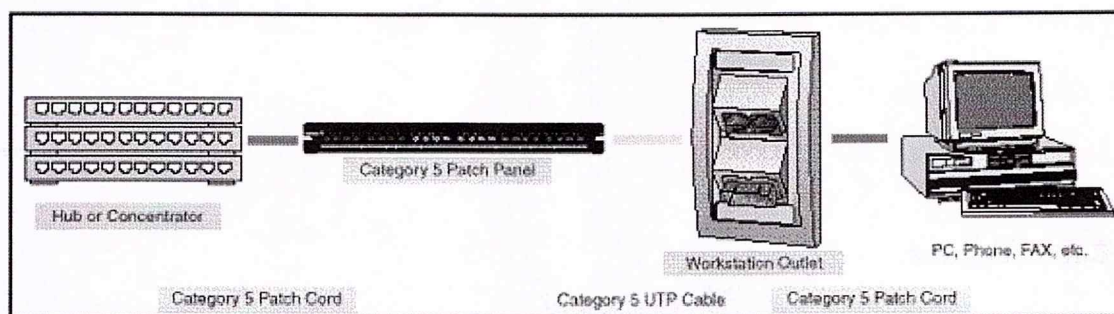 Category 5 Patch Panel
Hub or Concentrator
PC, Phone, FAX, etc.
Workstation Outlet
Category 5 Patch Cord
Category 5 UTP Cable
Category 5 Patch Cord